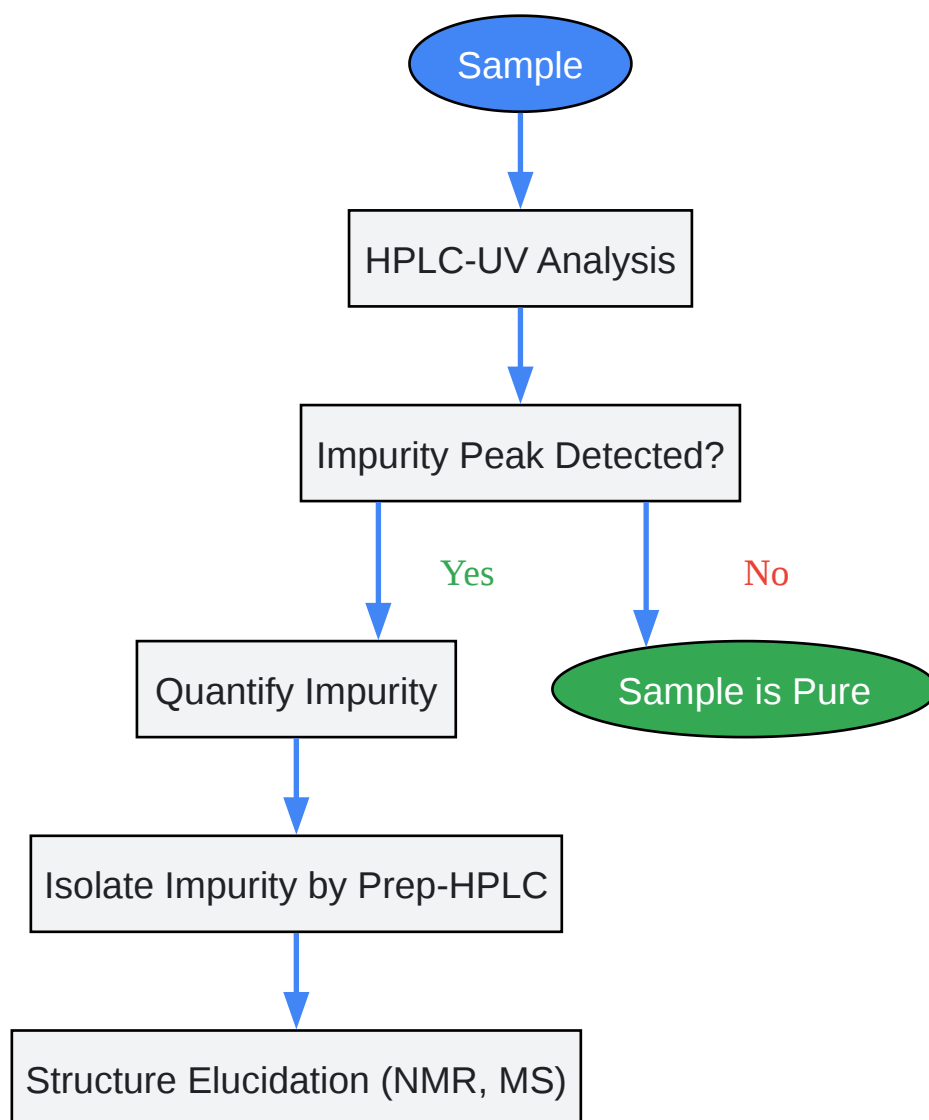 Sample
HPLC-UV Analysis
Impurity Peak Detected?
Yes
No
Quantify Impurity
Sample is Pure
Isolate Impurity by Prep-HPLC
Structure Elucidation (NMR, MS)